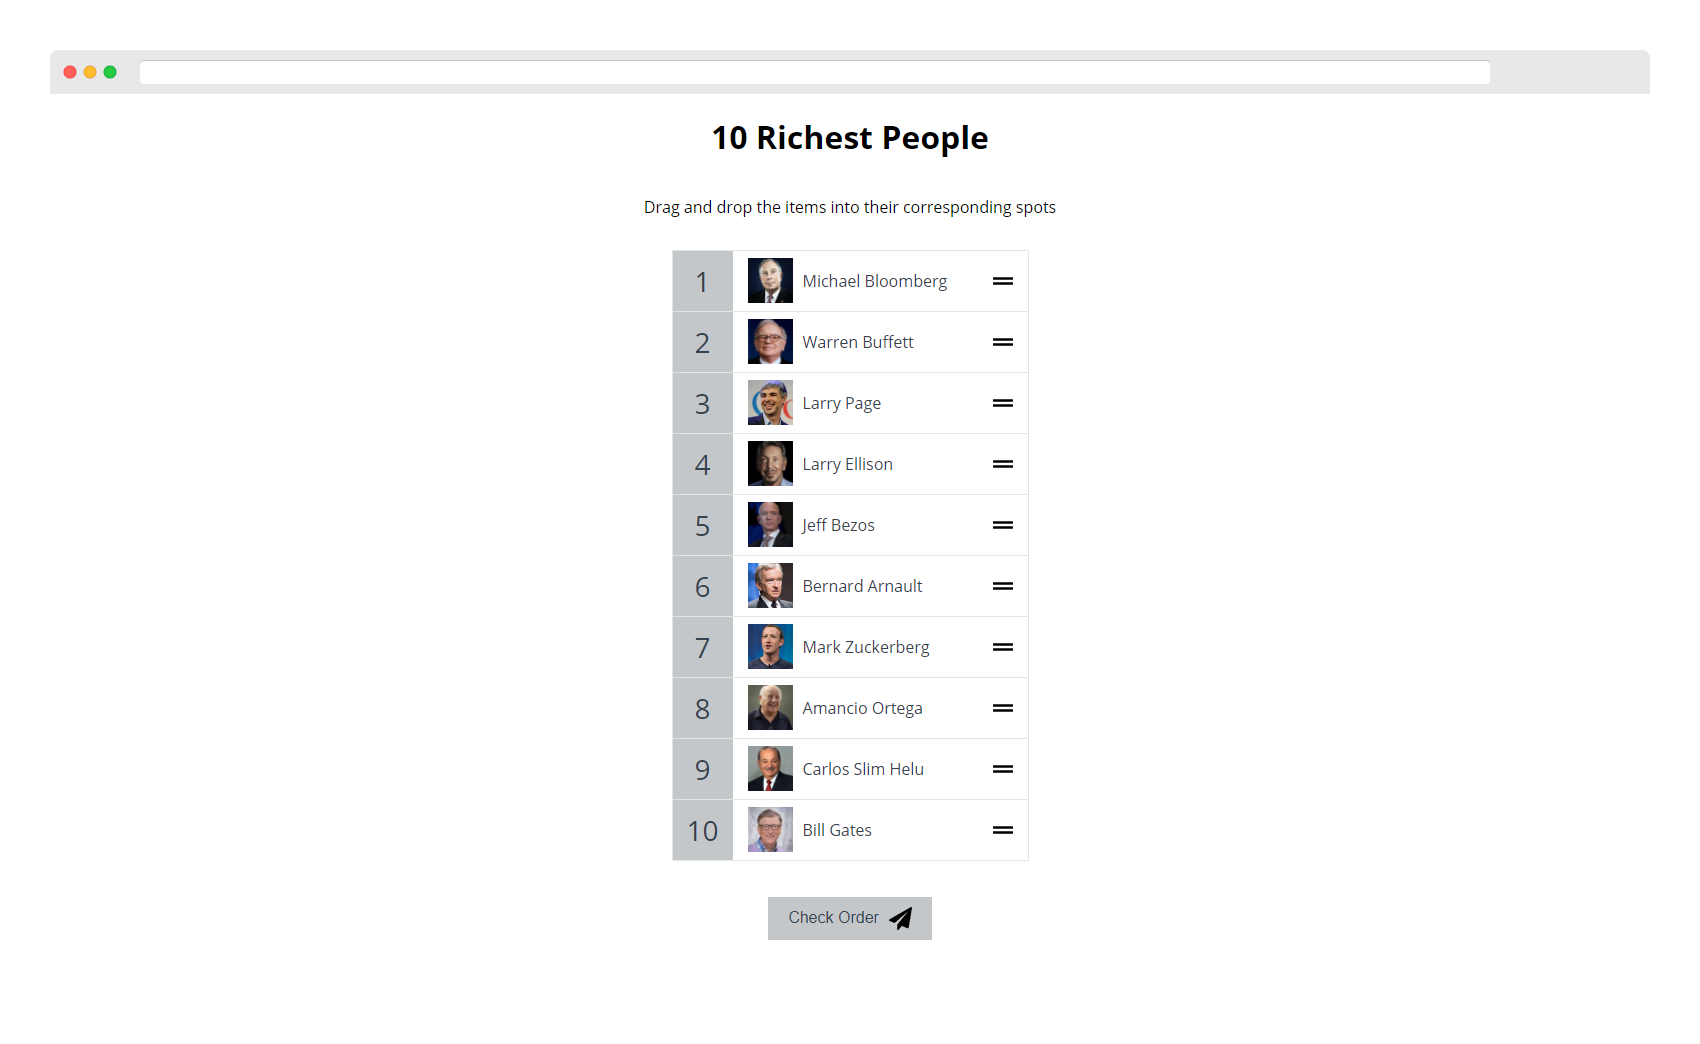 10 Richest People
Drag and drop the items into their corresponding spots
1 Michael Bloomberg
2 Warren Buffett
3 Larry Page
4 Larry Ellison
5 Jeff Bezos
6 Bernard Arnault
7 Mark Zuckerberg
8 Amancio Ortega
9 Carlos Slim Helu
10 Bill Gates
Check Order